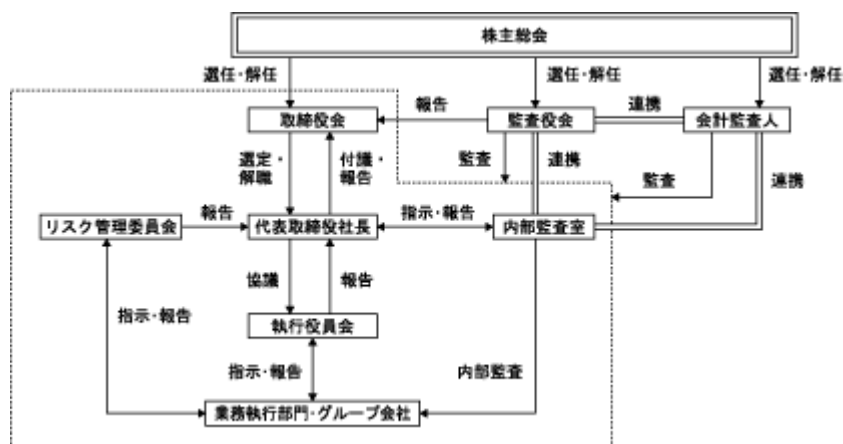 株主総会
選任・解任
選任・解任
選任・解任
取締役会
報告
監査役会
連携
会計監査人
選定・
解職
付議・
報告
監査
連携
監査
連携
リスク管理委員会
報告
代表取締役社長
指示・報告
内部監査室
協議
報告
指示・報告
執行役員会
指示・報告
内部監査
業務執行部門・グループ会社